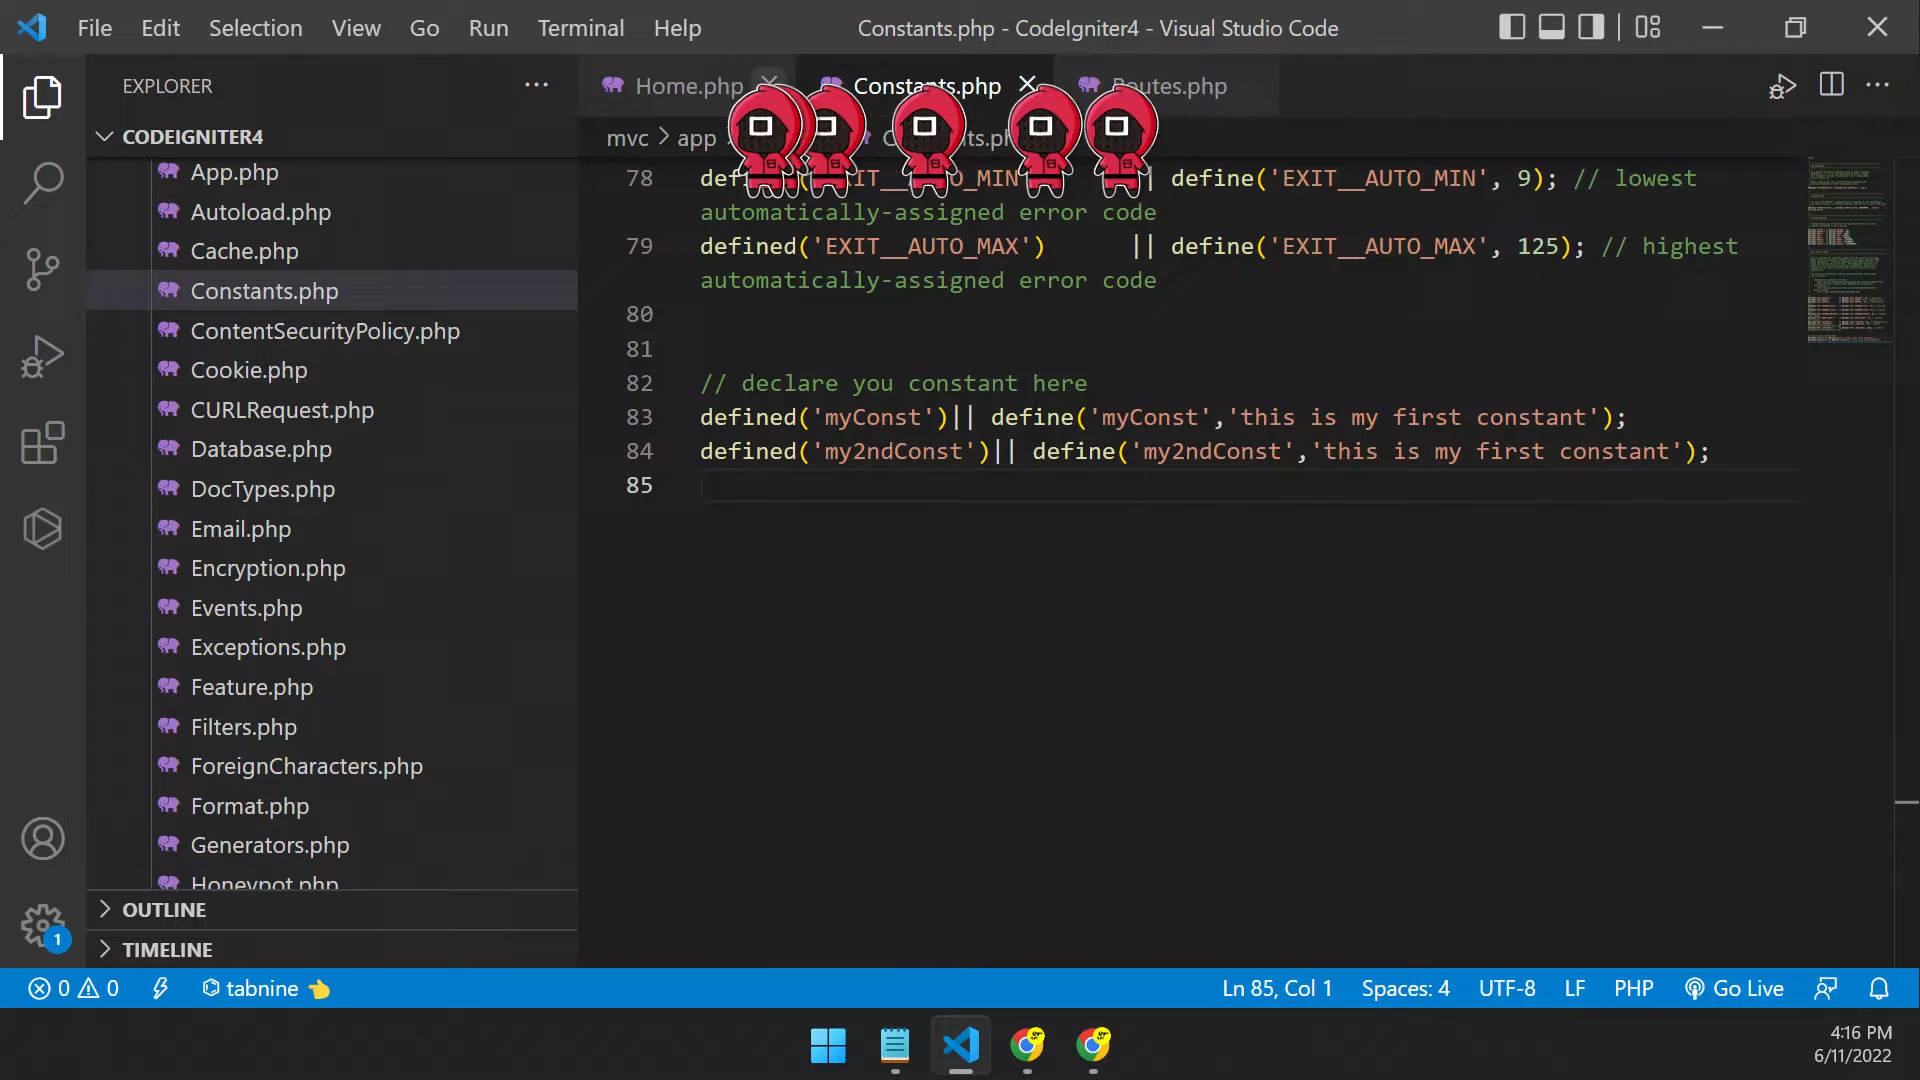 File Edit Selection View Go Run Terminal Help
Constants.php - CodeIgniter4 - Visual Studio Code
EXPLORER
CODEIGNITER4
App.php
Autoload.php
Cache.php
Constants.php
ContentSecurityPolicy.php
Cookie.php
CURLRequest.php
Database.php
DocTypes.php
Email.php
Encryption.php
Events.php
Exceptions.php
Feature.php
Filters.php
ForeignCharacters.php
Format.php
Generators.php
Honeypot.php
OUTLINE
TIMELINE
Home.php Constants.php Routes.php
mvc > app
78 || define('EXIT__AUTO_MIN', 9); // lowest
automatically-assigned error code
79 defined('EXIT__AUTO_MAX') || define('EXIT__AUTO_MAX', 125); // highest
automatically-assigned error code
80
81
82 // declare you constant here
83 defined('myConst')|| define('myConst','this is my first constant');
84 defined('my2ndConst')|| define('my2ndConst','this is my first constant');
85
0 0 tabnine
Ln 85, Col 1 Spaces: 4 UTF-8 LF PHP Go Live
1
4:16 PM
6/11/2022